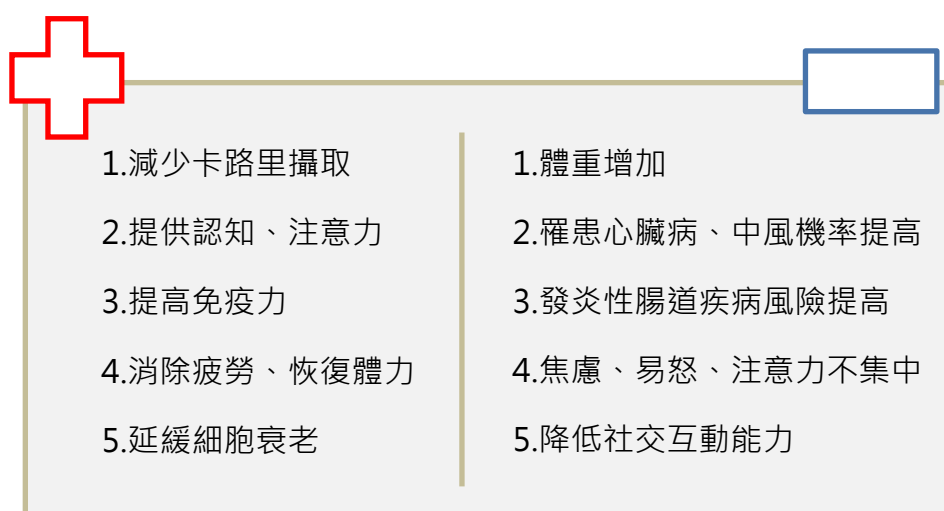 1.減少卡路里攝取
2.提供認知、注意力
3.提高免疫力
4.消除疲勞、恢復體力
5.延緩細胞衰老
1.體重增加
2.罹患心臟病、中風機率提高
3.發炎性腸道疾病風險提高
4.焦慮、易怒、注意力不集中
5.降低社交互動能力